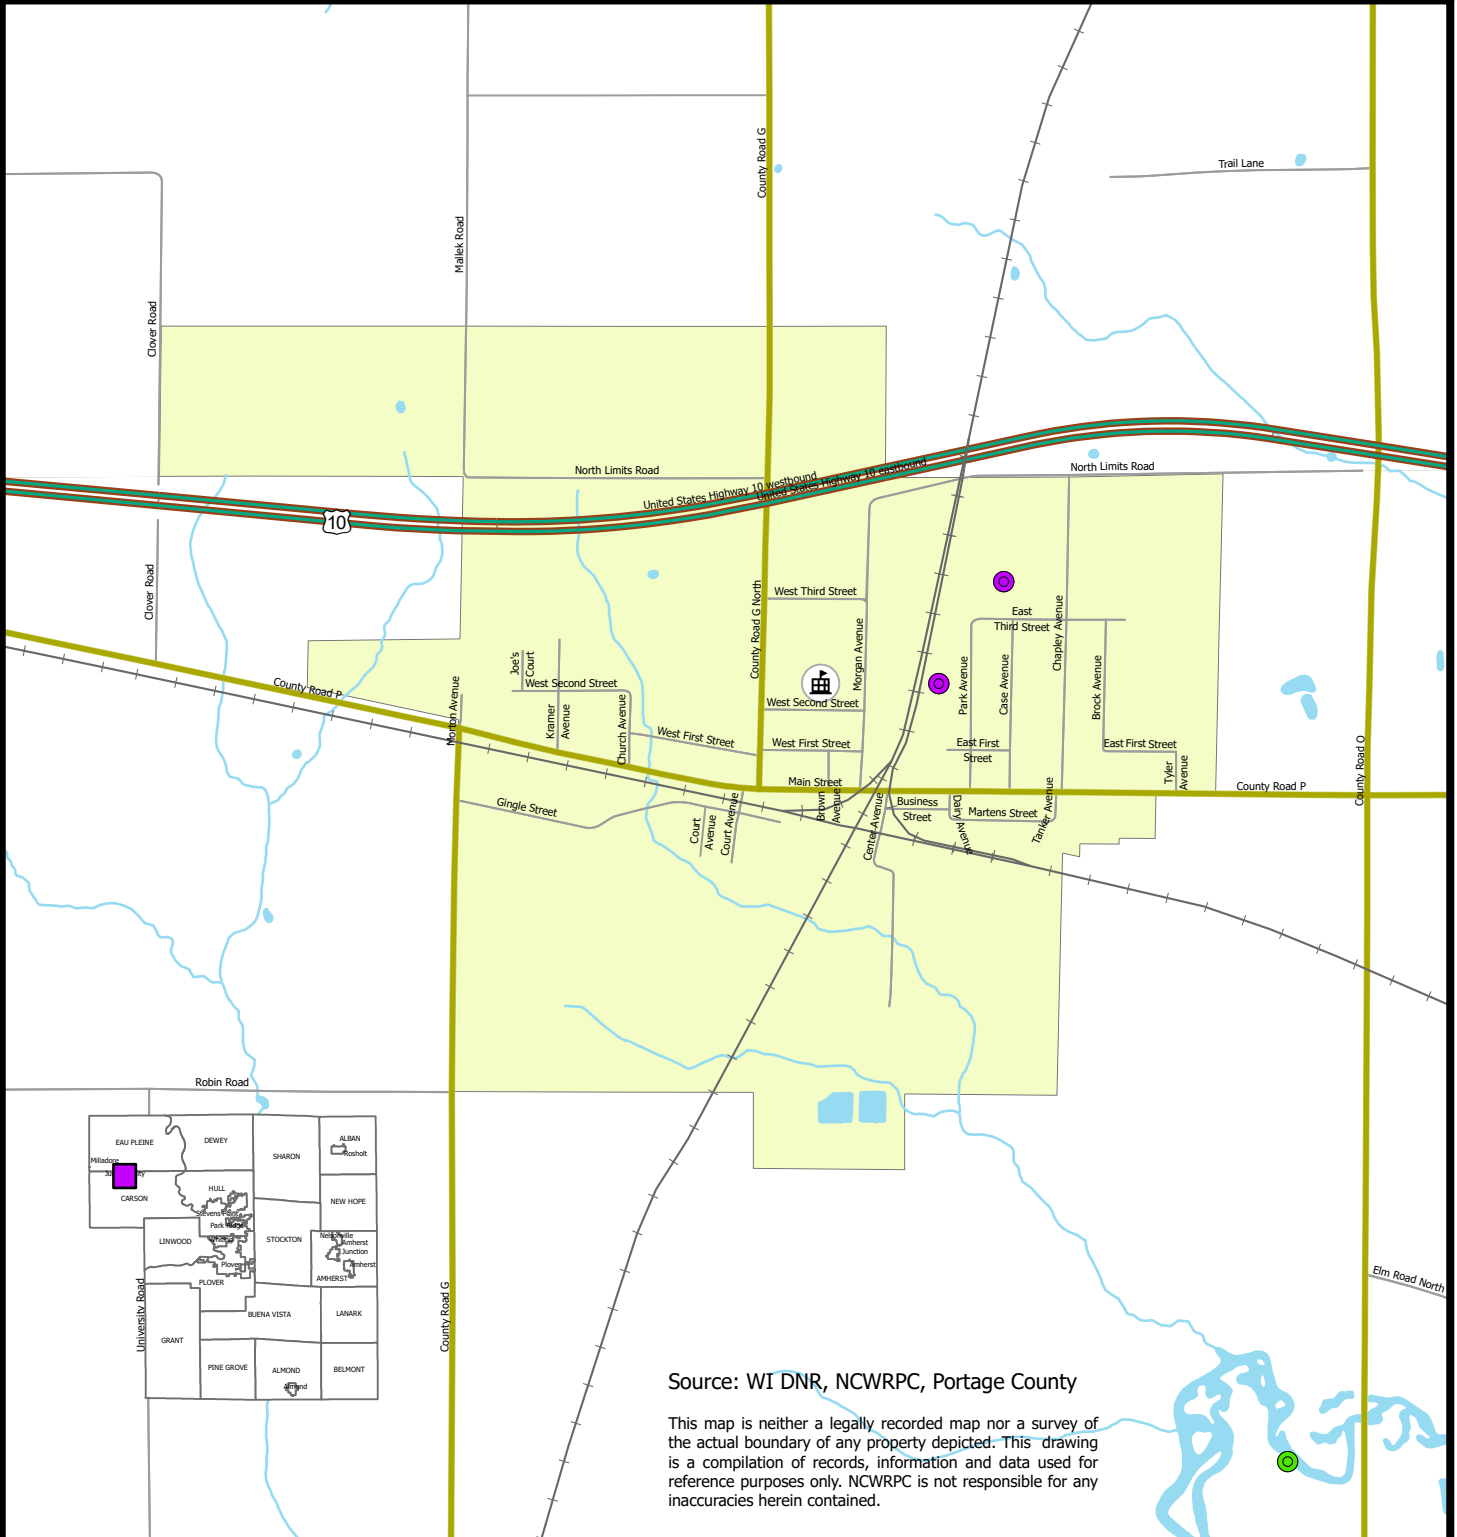 County Road G
Trail Lane
Mallek Road
Clover Road
North Limits Road
North Limits Road
United States Highway 10 westbound
United States Highway 10 eastbound
10
Clover Road
County Road G North
West Third Street
East
Third Street
Chapley Avenue
Morgan Avenue
Joe's
Court
West Second Street
West Second Street
Park Avenue
Case Avenue
Brock Avenue
County Road P
Morton Avenue
Kramer
Avenue
Church Avenue
West First Street
West First Street
East First
Street
East First Street
Tyler
Avenue
County Road O
Main Street
County Road P
Gingle Street
Court
Avenue
Court Avenue
Brown
Avenue
Center Avenue
Business
Street
Dairy Avenue
Martens Street
Tanker Avenue
Robin Road
EAU PLEINE
DEWEY
SHARON
ALBAN
Rosholt
Milladore
CARSON
HULL
NEW HOPE
Stevens Point
Park Ridge
LINWOOD
Whiting
STOCKTON
Nelsonville
Amherst
Junction
Plover
Amherst
PLOVER
AMHERST
University Road
County Road G
BUENA VISTA
LANARK
GRANT
PINE GROVE
ALMOND
BELMONT
Almond
Elm Road North
Source: WI DNR, NCWRPC, Portage County
This map is neither a legally recorded map nor a survey of
the actual boundary of any property depicted. This drawing
is a compilation of records, information and data used for
reference purposes only. NCWRPC is not responsible for any
inaccuracies herein contained.